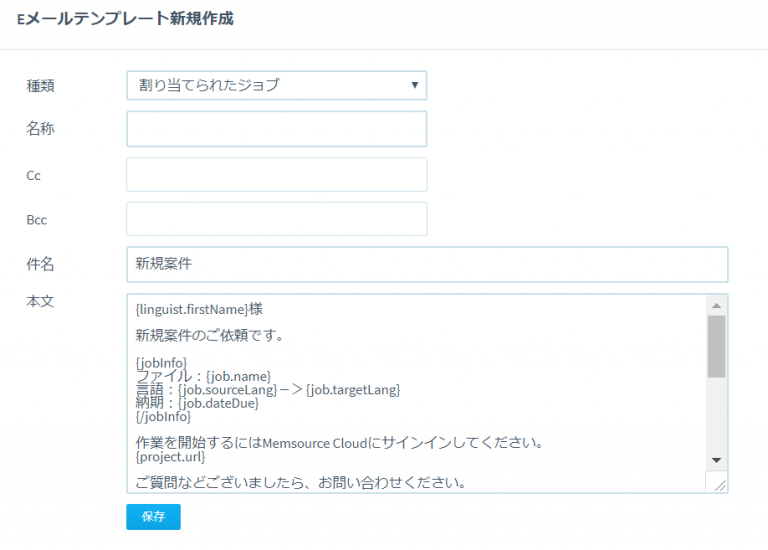 Eメールテンプレート新規作成
種類 割り当てられたジョブ
名称
Cc
Bcc
件名 新規案件
本文 {linguist.firstName}様
新規案件のご依頼です。
{jobInfo}
ファイル：{job.name}
言語：{job.sourceLang}－＞{job.targetLang}
納期：{job.dateDue}
{/jobInfo}
作業を開始するにはMemsource Cloudにサインインしてください。
{project.url}
ご質問などございましたら、お問い合わせください。
保存